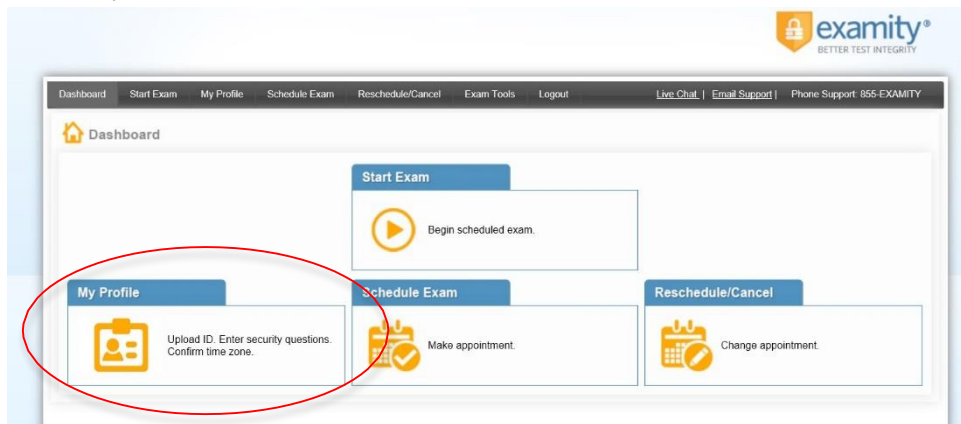 examity®
BETTER TEST INTEGRITY
Dashboard Start Exam My Profile Schedule Exam Reschedule/Cancel Exam Tools Logout Live Chat | Email Support | Phone Support: 855-EXAMITY
Dashboard
Start Exam
Begin scheduled exam.
My Profile
Upload ID. Enter security questions.
Confirm time zone.
Schedule Exam
Make appointment.
Reschedule/Cancel
Change appointment.